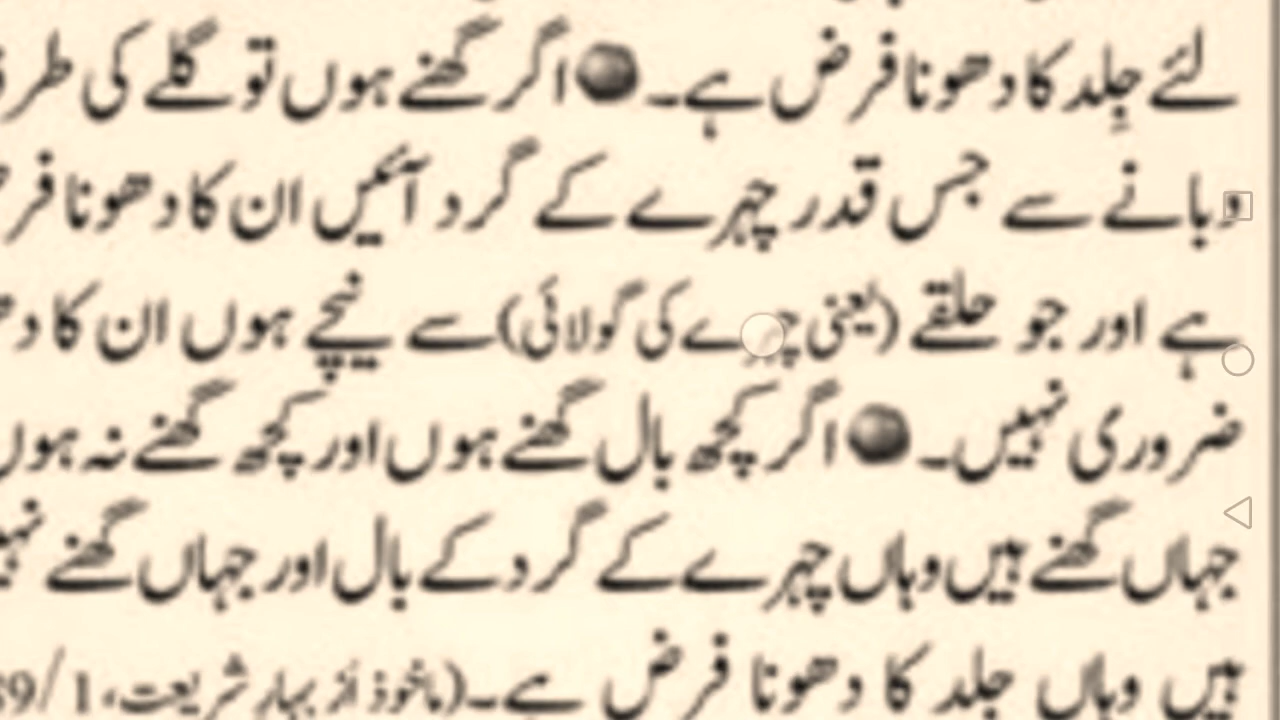 لئے جِلد کا دھونا فرض ہے۔ اگر گھنے ہوں تو گلے کی
دبانے سے جس قدر چہرے کے گرد آئیں ان کا دھونا
ہے اور جو حلقے (یعنی چہرے کی گولائی) سے نیچے ہوں ان کا
ضروری نہیں۔ اگر کچھ بال گھنے ہوں اور کچھ گھنے نہ ہوں
جہاں گھنے ہیں وہاں چہرے کے گرد کے بال اور جہاں گھنے
ہیں وہاں جلد کا دھونا فرض ہے۔ (ماخوذ از بہارِ شریعت، 1/